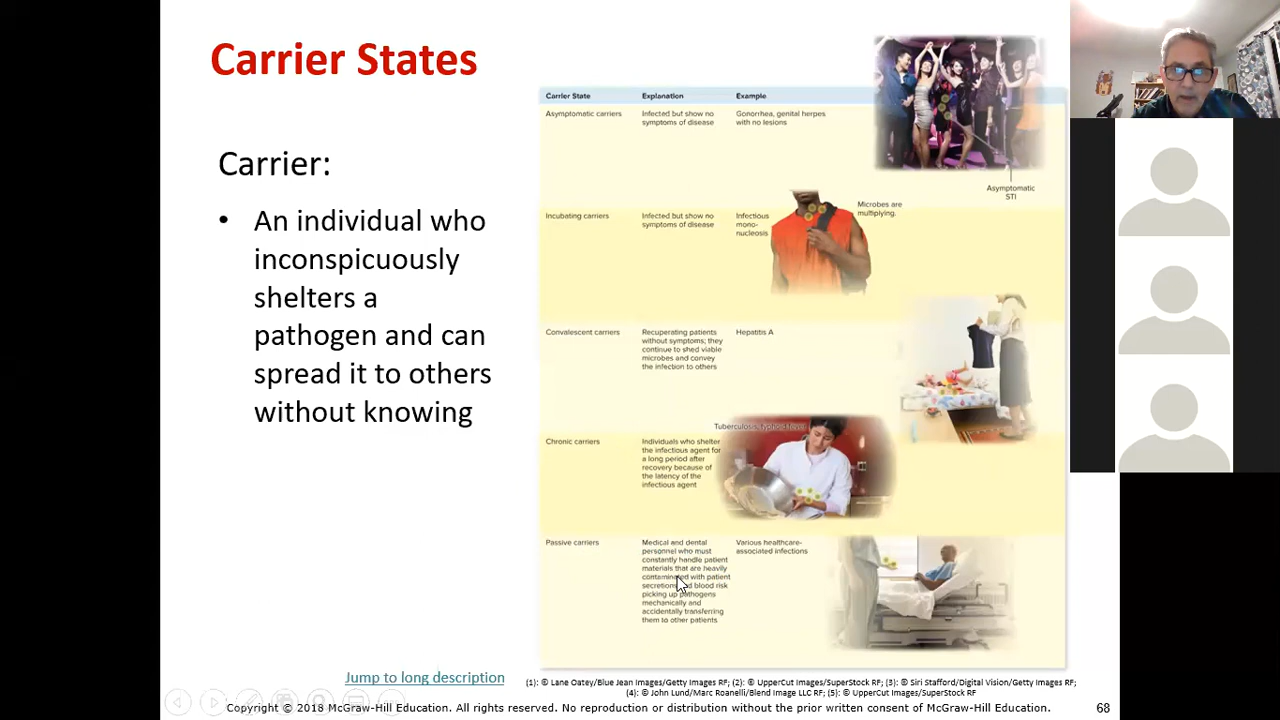 Carrier States
Carrier:
• An individual who
inconspicuously
shelters a
pathogen and can
spread it to others
without knowing
Carrier State Explanation Example
Asymptomatic carriers
Infected but show no
symptoms of disease
Gonorrhea, genital herpes
with no lesions
Asymptomatic
STI
Incubating carriers
Infected but show no
symptoms of disease
Infectious
mono-
nucleosis
Microbes are
multiplying.
Convalescent carriers
Recuperating patients
without symptoms; they
continue to shed viable
microbes and convey
the infection to others
Hepatitis A
Chronic carriers
Individuals who shelter
the infectious agent for
a long period after
recovery because of
the latency of the
infectious agent
Tuberculosis, typhoid fever
Passive carriers
Medical and dental
personnel who must
constantly handle patient
materials that are heavily
contaminated with patient
secretions and blood risk
picking up pathogens
mechanically and
accidentally transferring
them to other patients
Various healthcare-
associated infections
Jump to long description
(1): © Lane Oatey/Blue Jean Images/Getty Images RF; (2): © UpperCut Images/SuperStock RF; (3): © Siri Stafford/Digital Vision/Getty Images RF;
(4): © John Lund/Marc Roanelli/Blend Image LLC RF; (5): © UpperCut Images/SuperStock RF
Copyright © 2018 McGraw-Hill Education. All rights reserved. No reproduction or distribution without the prior written consent of McGraw-Hill Education.
68